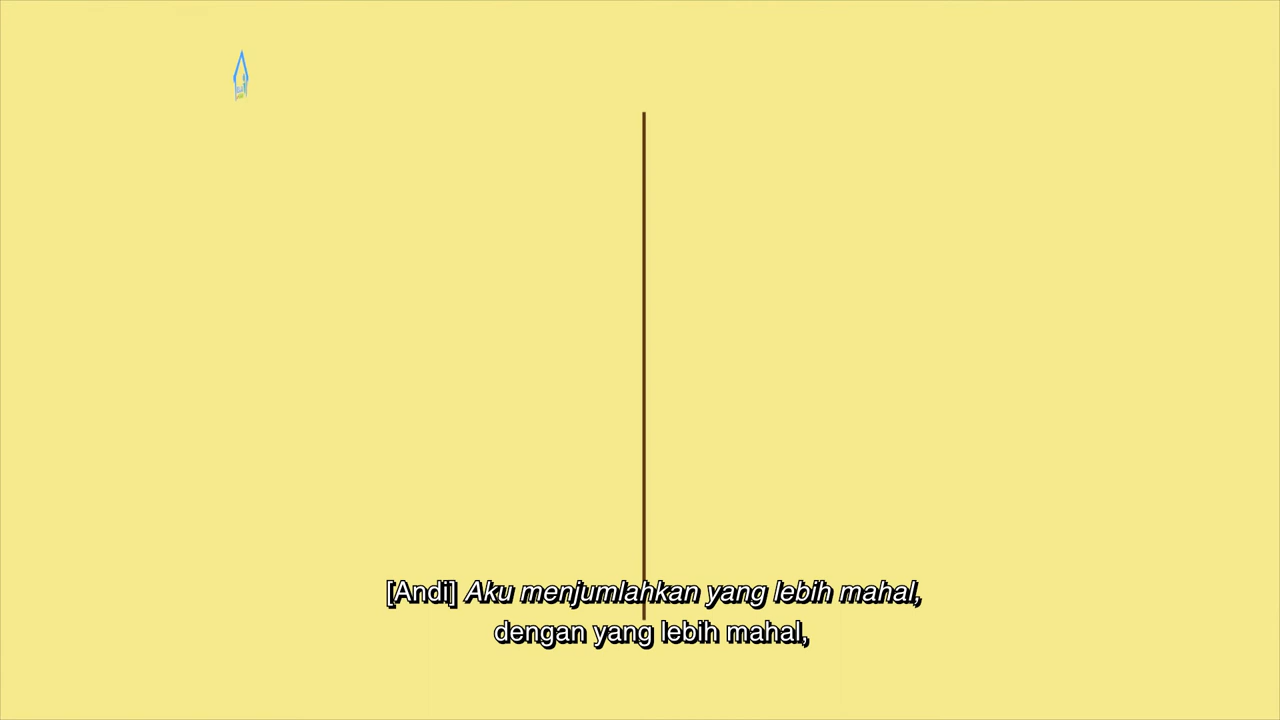 [Andi] Aku menjumlahkan yang lebih mahal,
dengan yang lebih mahal,